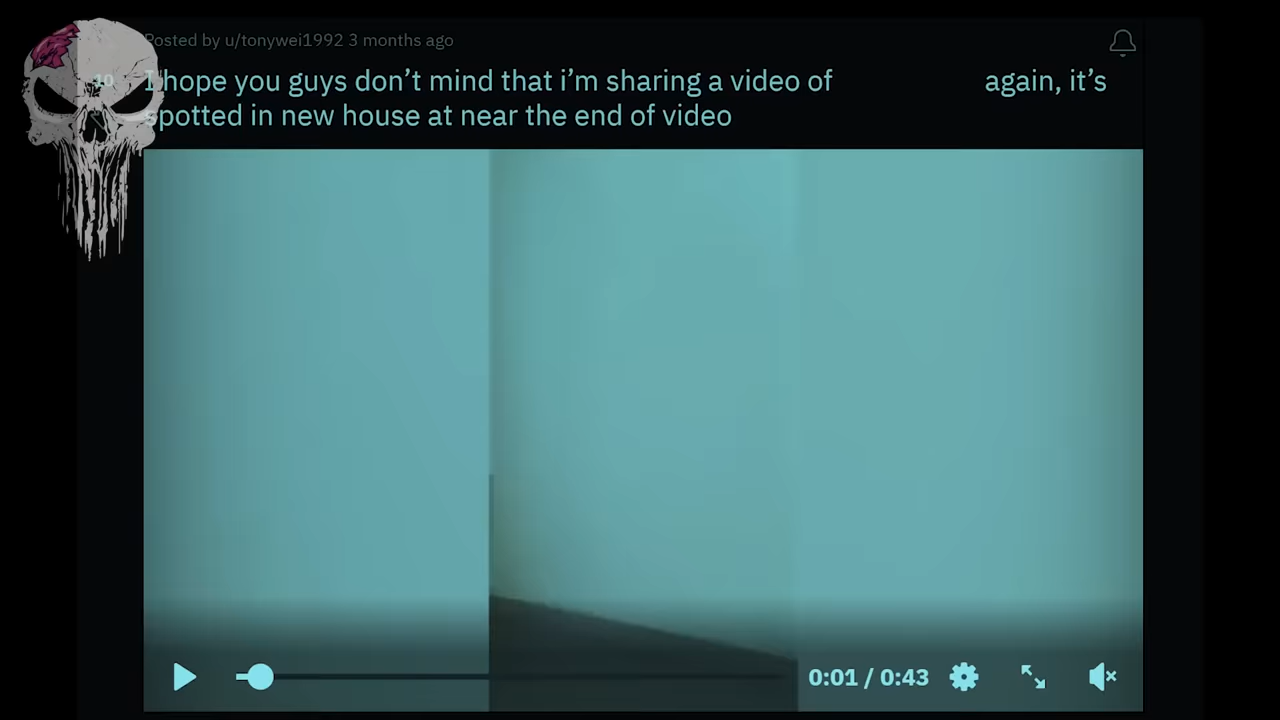 Posted by u/tonywei1992 3 months ago
10
I hope you guys don’t mind that i’m sharing a video of again, it’s
spotted in new house at near the end of video
0:01 / 0:43